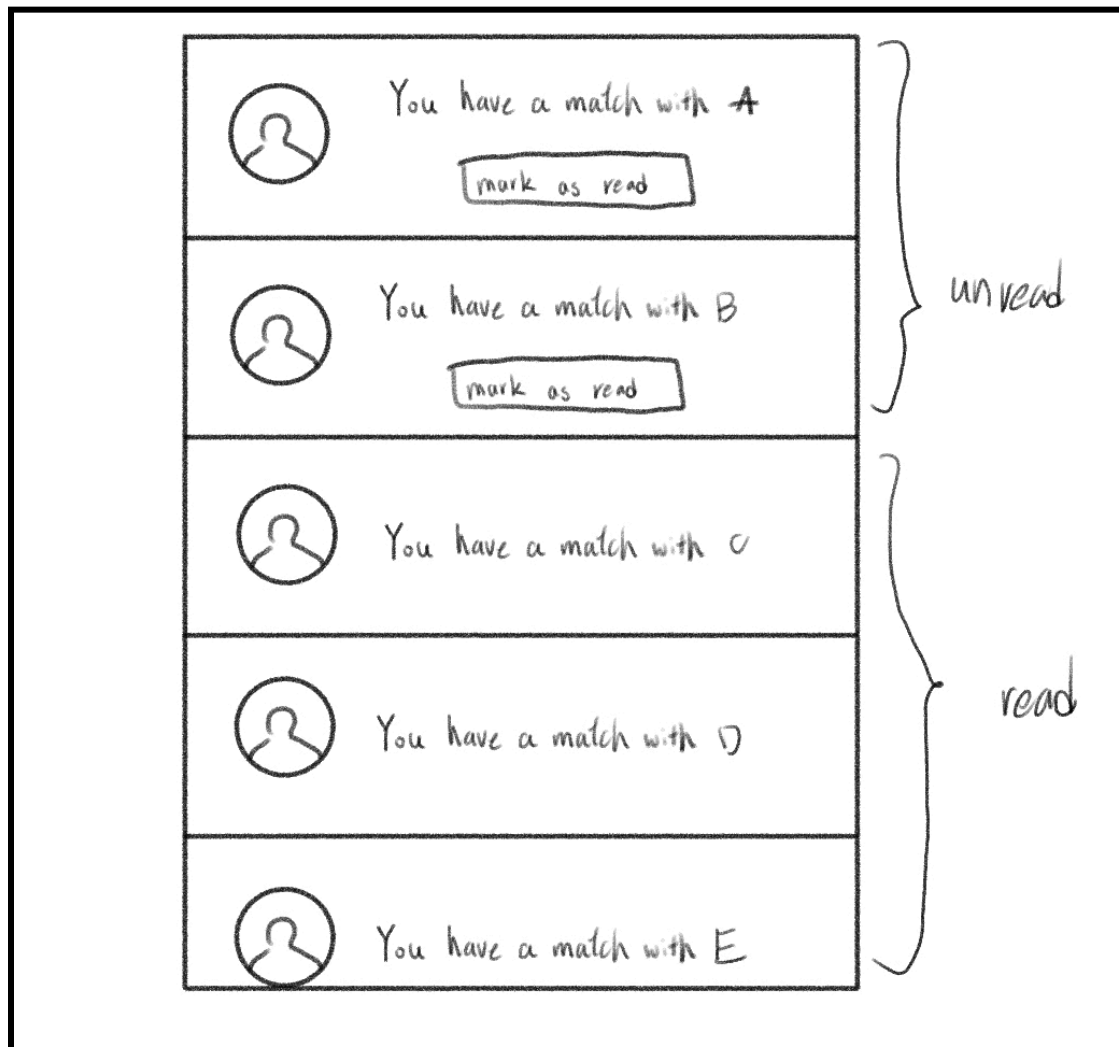 You have a match with A
mark as read
You have a match with B
mark as read
unread
You have a match with C
You have a match with D
read
You have a match with E